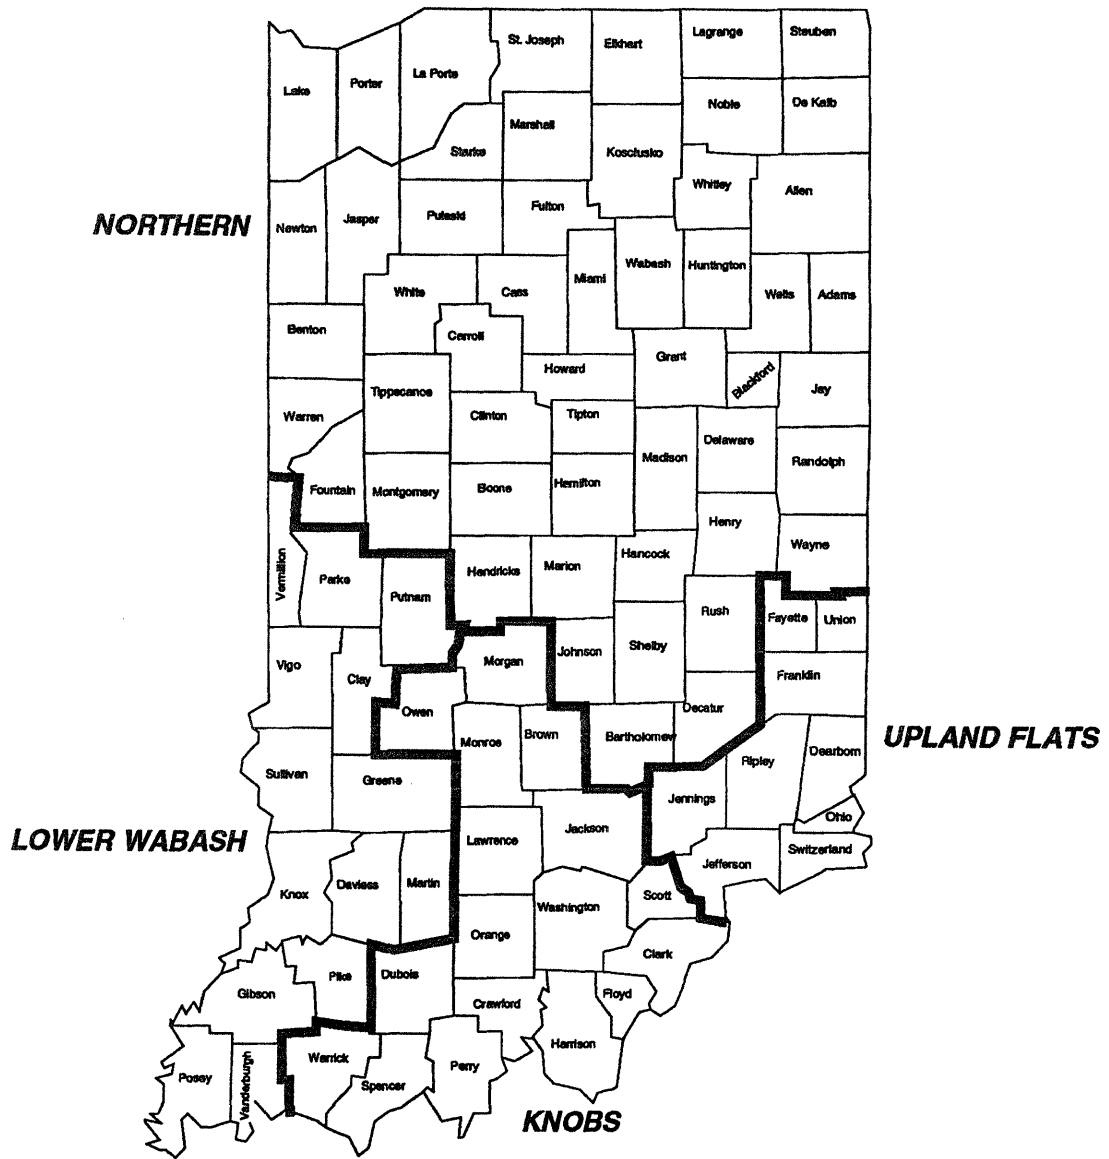 St. Joseph
Elkhart
Lagrange
Steuben
Lake
Porter
La Porte
Noble
De Kalb
Starke
Marshall
Kosciusko
Whitley
Allen
NORTHERN
Newton
Jasper
Pulaski
Fulton
White
Cass
Miami
Wabash
Huntington
Wells
Adams
Benton
Carroll
Howard
Grant
Blackford
Jay
Warren
Tippecanoe
Clinton
Tipton
Madison
Delaware
Randolph
Fountain
Montgomery
Boone
Hamilton
Henry
Wayne
Vermillion
Parke
Putnam
Hendricks
Marion
Hancock
Rush
Fayette
Union
Vigo
Clay
Owen
Morgan
Johnson
Shelby
Decatur
Franklin
UPLAND FLATS
Sullivan
Greene
Monroe
Brown
Bartholomew
Jennings
Ripley
Dearborn
Ohio
LOWER WABASH
Knox
Daviess
Martin
Lawrence
Jackson
Jefferson
Switzerland
Orange
Washington
Scott
Clark
Gibson
Pike
Dubois
Crawford
Floyd
Harrison
Posey
Vanderburgh
Warrick
Spencer
Perry
KNOBS